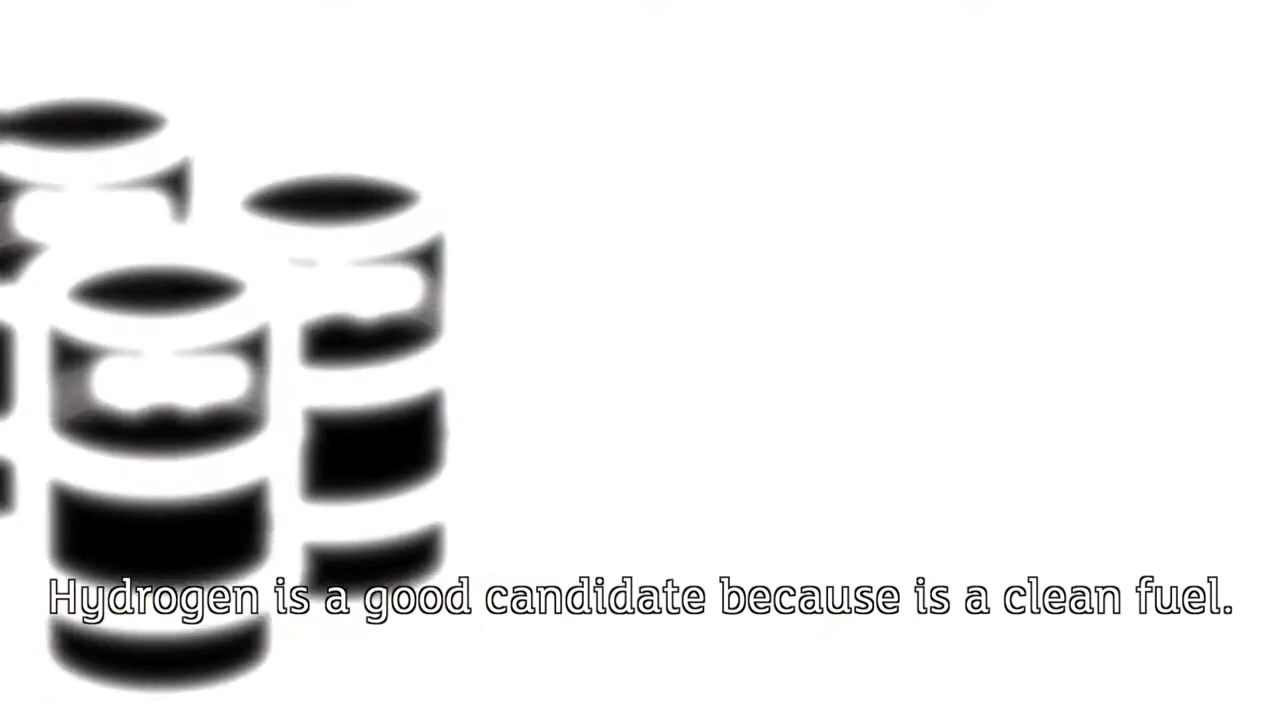 Hydrogen is a good candidate because is a clean fuel.